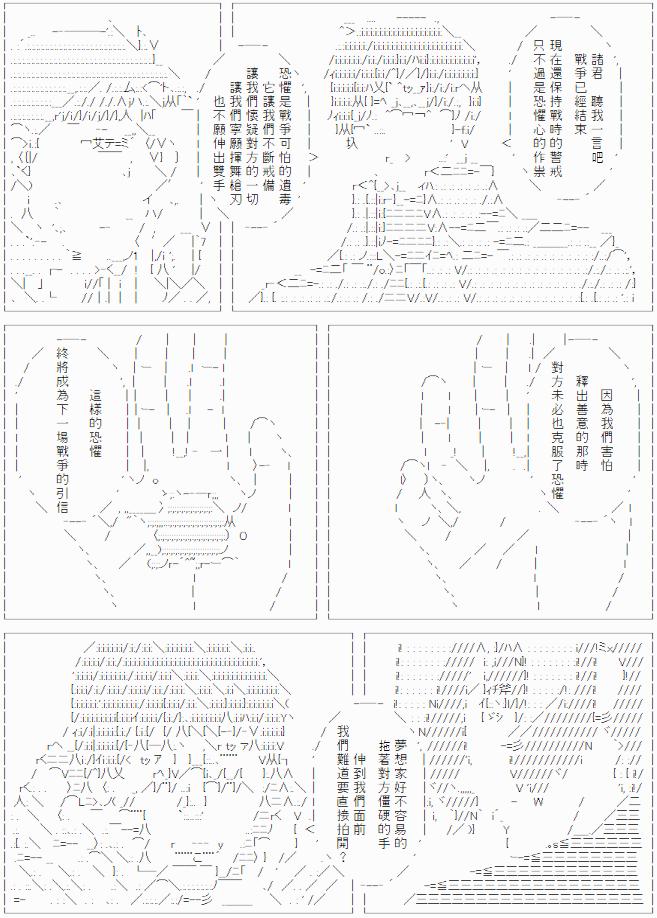 諸君　聽我一言吧
戰爭已經結束的
現在還保持戰時的警戒
只不過是恐懼心作祟
恐懼是戰爭可怕的遺毒
它讓我們不斷備
讓我們懷疑對方一切
讓我們寧願揮槍刃
也不願伸出雙手
這樣的恐懼
終將成為下一場戰爭的引信
因為我們害怕
釋出善意的那時
對方未必也克服了恐懼
夢想家好不容易的
拖著對方僵硬的手
伸到我們面前
我們難道要直接拍開？